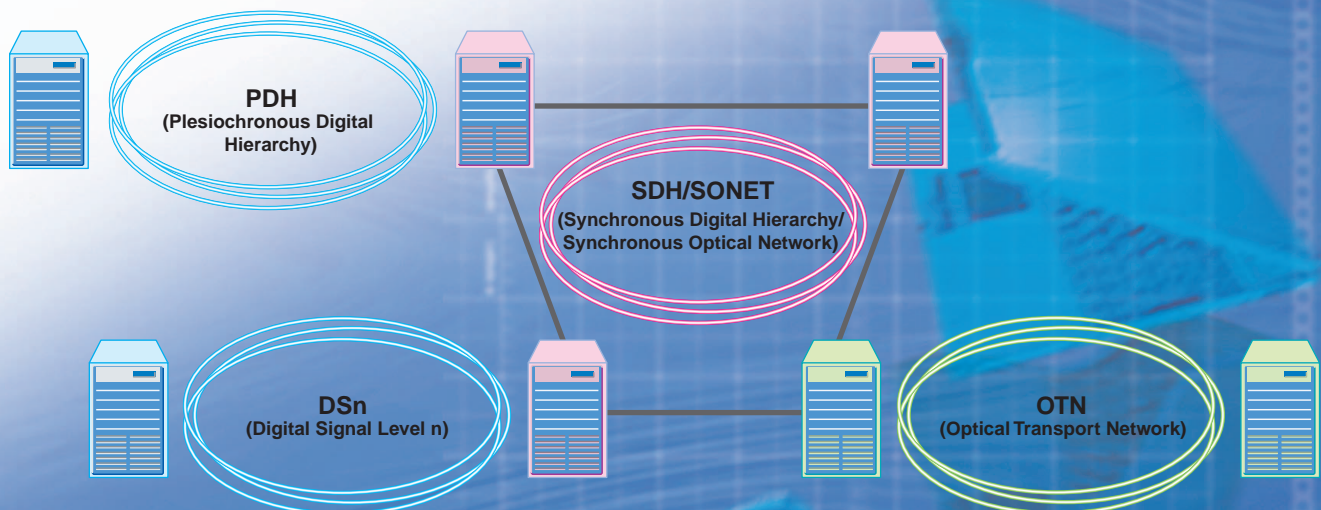 PDH
(Plesiochronous Digital
Hierarchy)
SDH/SONET
(Synchronous Digital Hierarchy/
Synchronous Optical Network)
DSn
(Digital Signal Level n)
OTN
(Optical Transport Network)